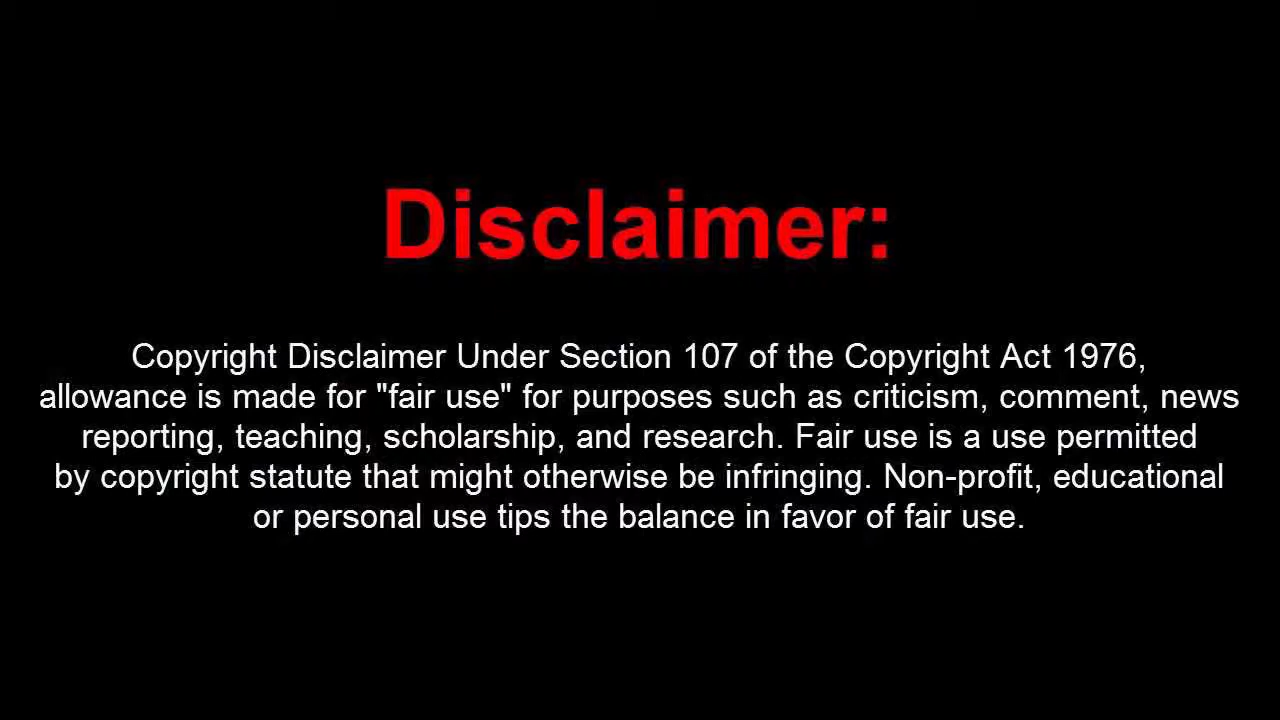 Disclaimer:
Copyright Disclaimer Under Section 107 of the Copyright Act 1976,
allowance is made for "fair use" for purposes such as criticism, comment, news
reporting, teaching, scholarship, and research. Fair use is a use permitted
by copyright statute that might otherwise be infringing. Non-profit, educational
or personal use tips the balance in favor of fair use.